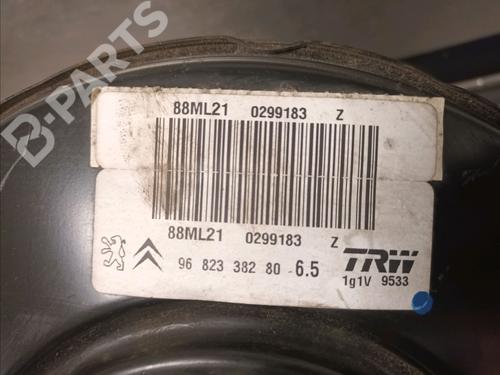 B-PARTS
88ML21 0299183 Z
88ML21 0299183 Z
96 823 382 80 - 6.5
TRW
1g1V 9533